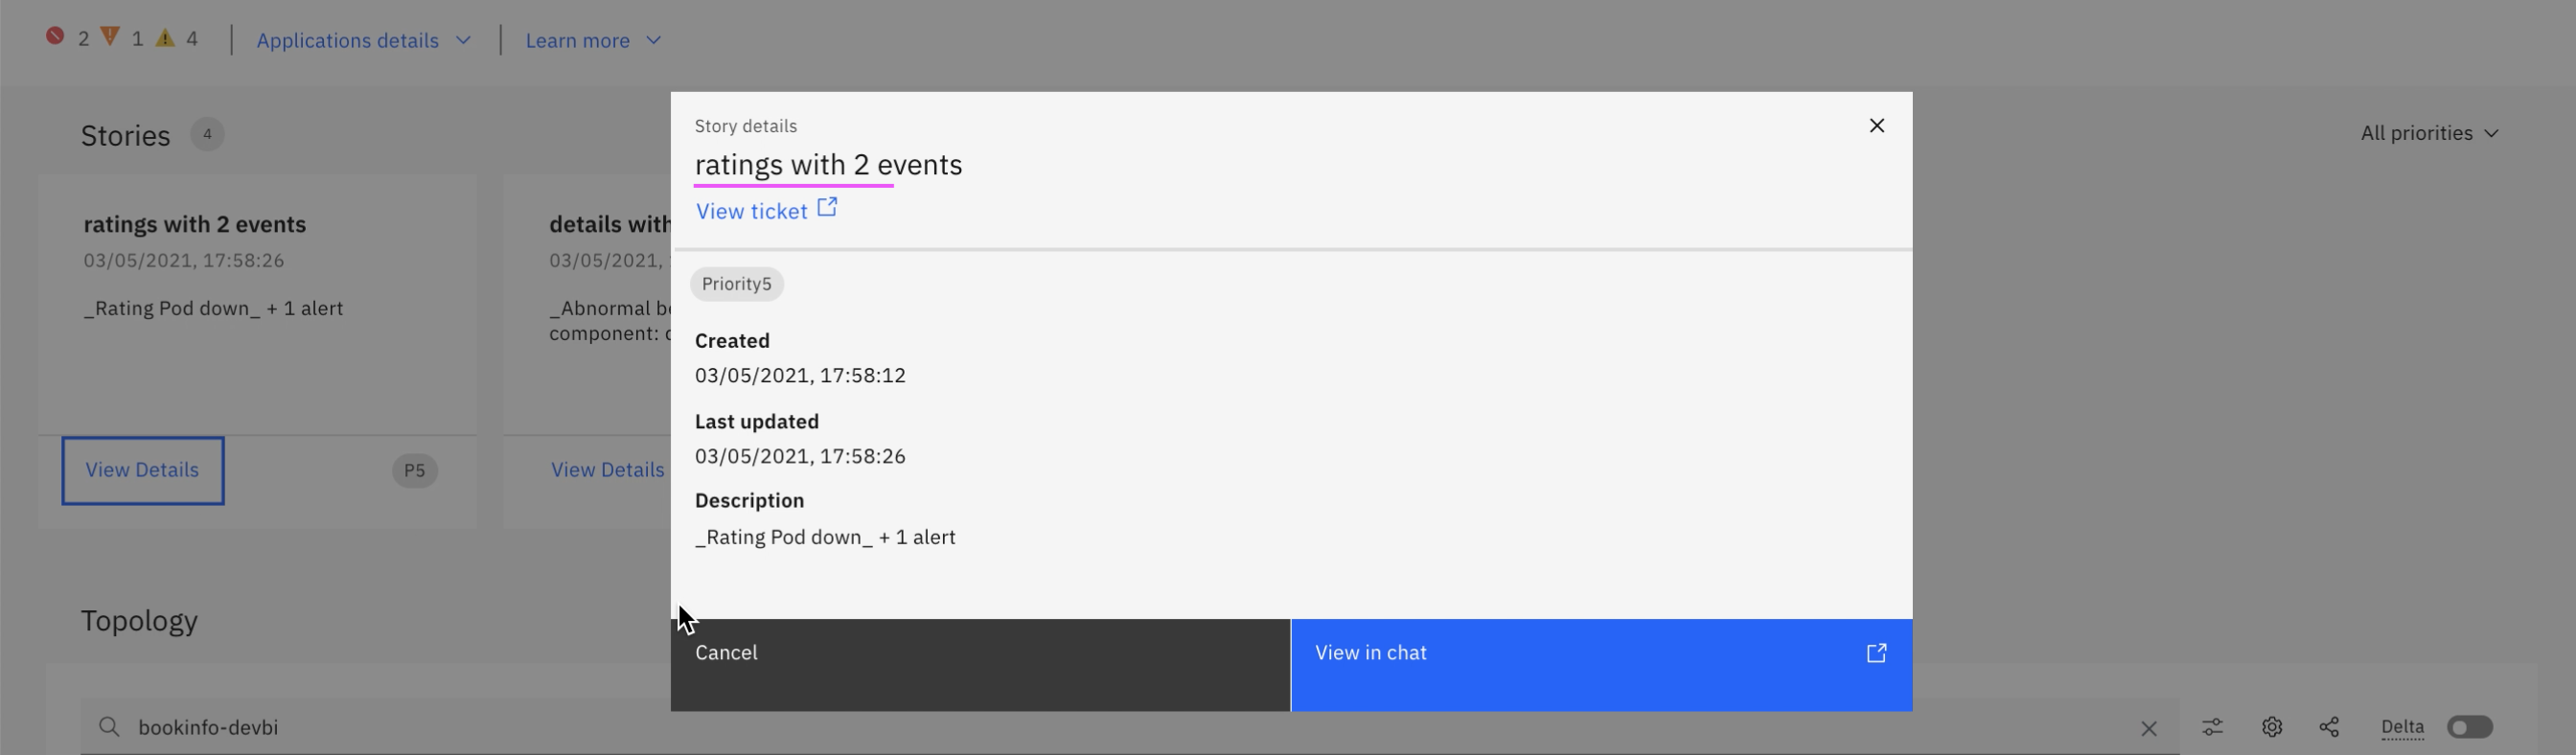 2 1 4 Applications details Learn more
Stories 4
All priorities
ratings with 2 events
03/05/2021, 17:58:26
_Rating Pod down_ + 1 alert
View Details P5
details with
03/05/2021,
_Abnormal
component:
View Details
Story details
ratings with 2 events
View ticket
Priority5
Created
03/05/2021, 17:58:12
Last updated
03/05/2021, 17:58:26
Description
_Rating Pod down_ + 1 alert
Cancel View in chat
Topology
bookinfo-devbi Delta